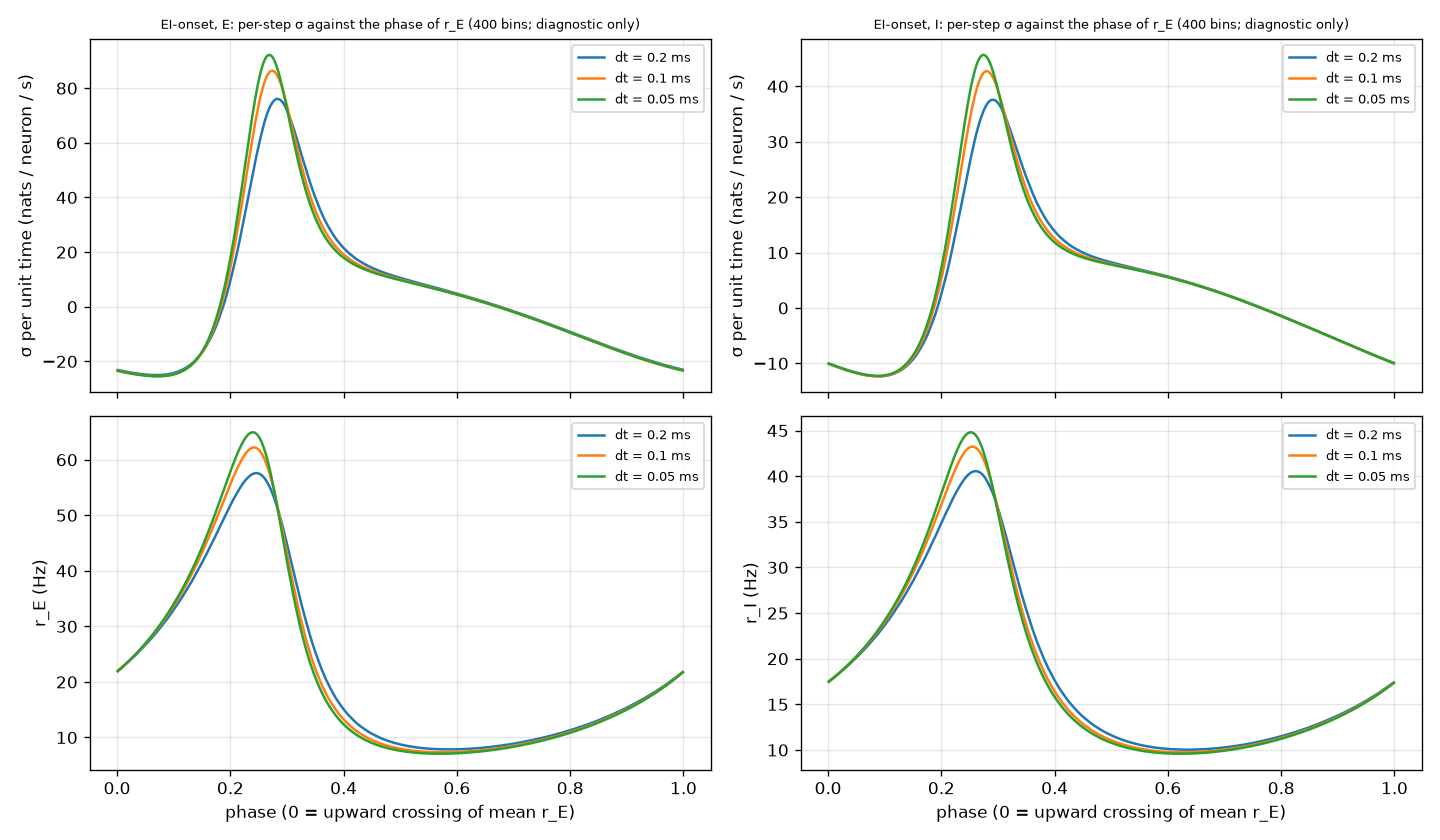 EI-onset, E: per-step σ against the phase of r_E (400 bins; diagnostic only)
σ per unit time (nats / neuron / s)
80
60
40
20
0
−20
dt = 0.2 ms
dt = 0.1 ms
dt = 0.05 ms
EI-onset, I: per-step σ against the phase of r_E (400 bins; diagnostic only)
σ per unit time (nats / neuron / s)
40
30
20
10
0
−10
dt = 0.2 ms
dt = 0.1 ms
dt = 0.05 ms
r_E (Hz)
60
50
40
30
20
10
dt = 0.2 ms
dt = 0.1 ms
dt = 0.05 ms
0.0 0.2 0.4 0.6 0.8 1.0
phase (0 = upward crossing of mean r_E)
r_I (Hz)
45
40
35
30
25
20
15
10
dt = 0.2 ms
dt = 0.1 ms
dt = 0.05 ms
0.0 0.2 0.4 0.6 0.8 1.0
phase (0 = upward crossing of mean r_E)